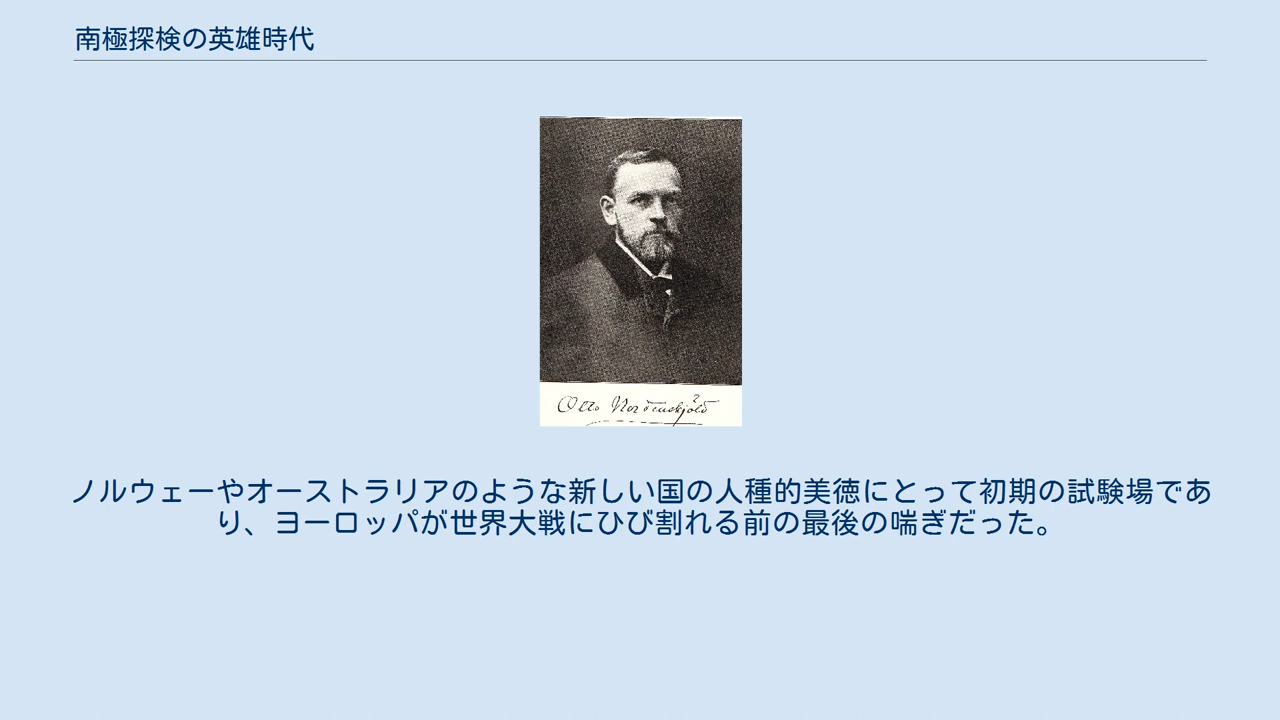 南極探検の英雄時代
Otto Nordenskjöld
ノルウェーやオーストラリアのような新しい国の人種的美徳にとって初期の試験場であ
り、ヨーロッパが世界大戦にひび割れる前の最後の喘ぎだった。